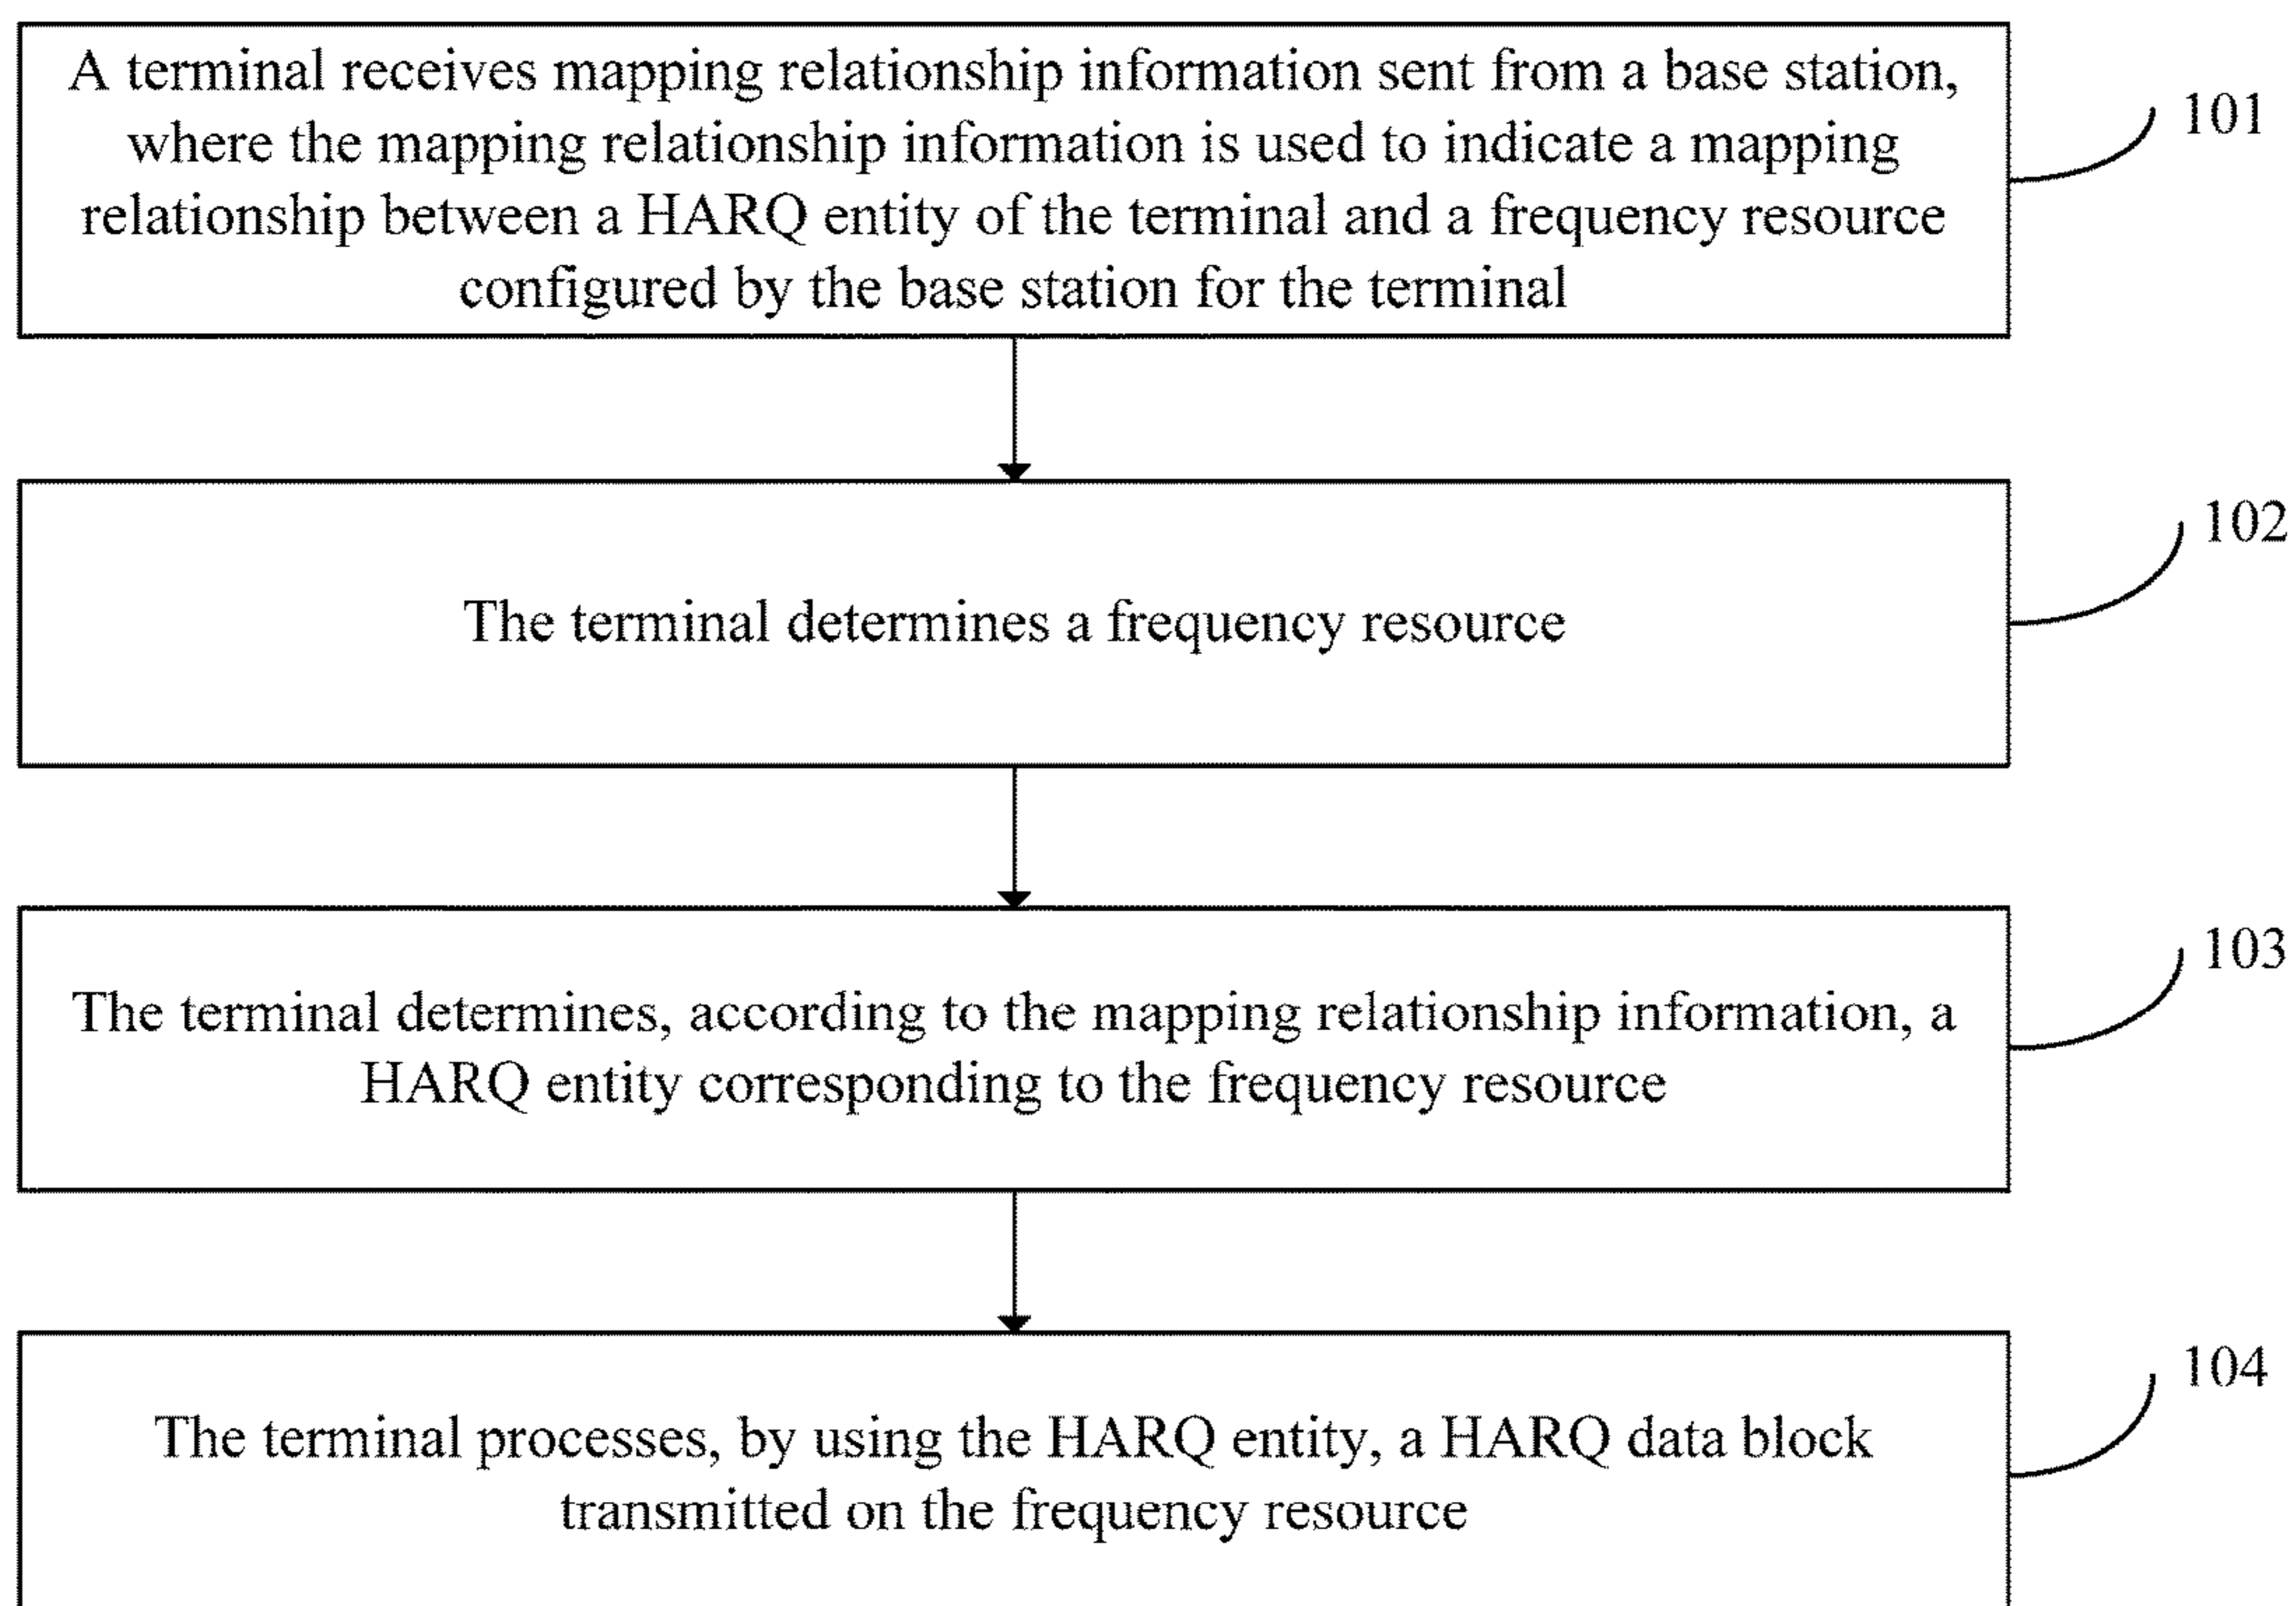 A terminal receives mapping relationship information sent from a base station,
where the mapping relationship information is used to indicate a mapping
relationship between a HARQ entity of the terminal and a frequency resource
configured by the base station for the terminal
101
The terminal determines a frequency resource
102
The terminal determines, according to the mapping relationship information, a
HARQ entity corresponding to the frequency resource
103
The terminal processes, by using the HARQ entity, a HARQ data block
transmitted on the frequency resource
104